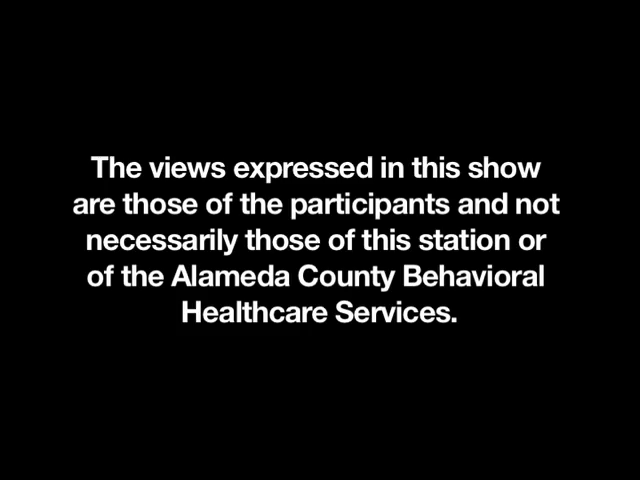 The views expressed in this show
are those of the participants and not
necessarily those of this station or
of the Alameda County Behavioral
Healthcare Services.